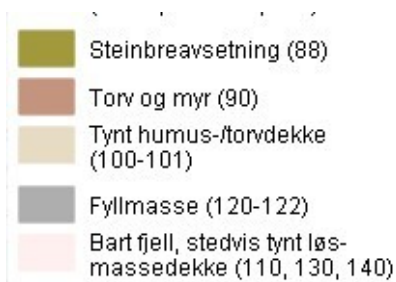 Steinbreavsetning (88)
Torv og myr (90)
Tynt humus-/torvdekke
(100-101)
Fyllmasse (120-122)
Bart fjell, stedvis tynt løs-
massedekke (110, 130, 140)